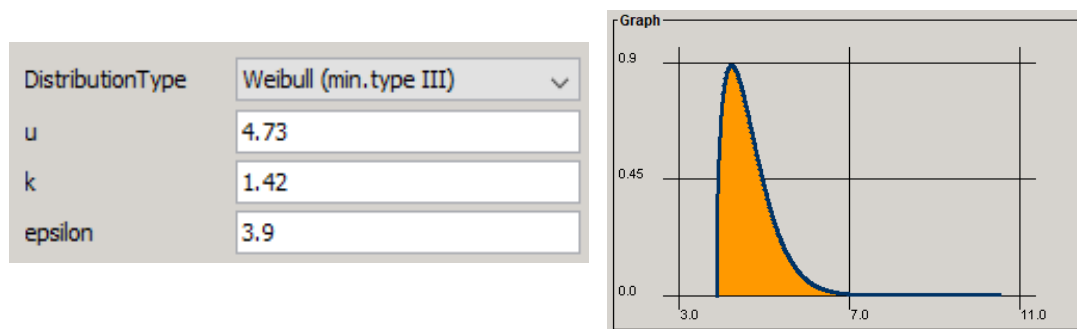 DistributionType Weibull (min.type III)
u 4.73
k 1.42
epsilon 3.9
Graph
0.9
0.45
0.0
3.0 7.0 11.0